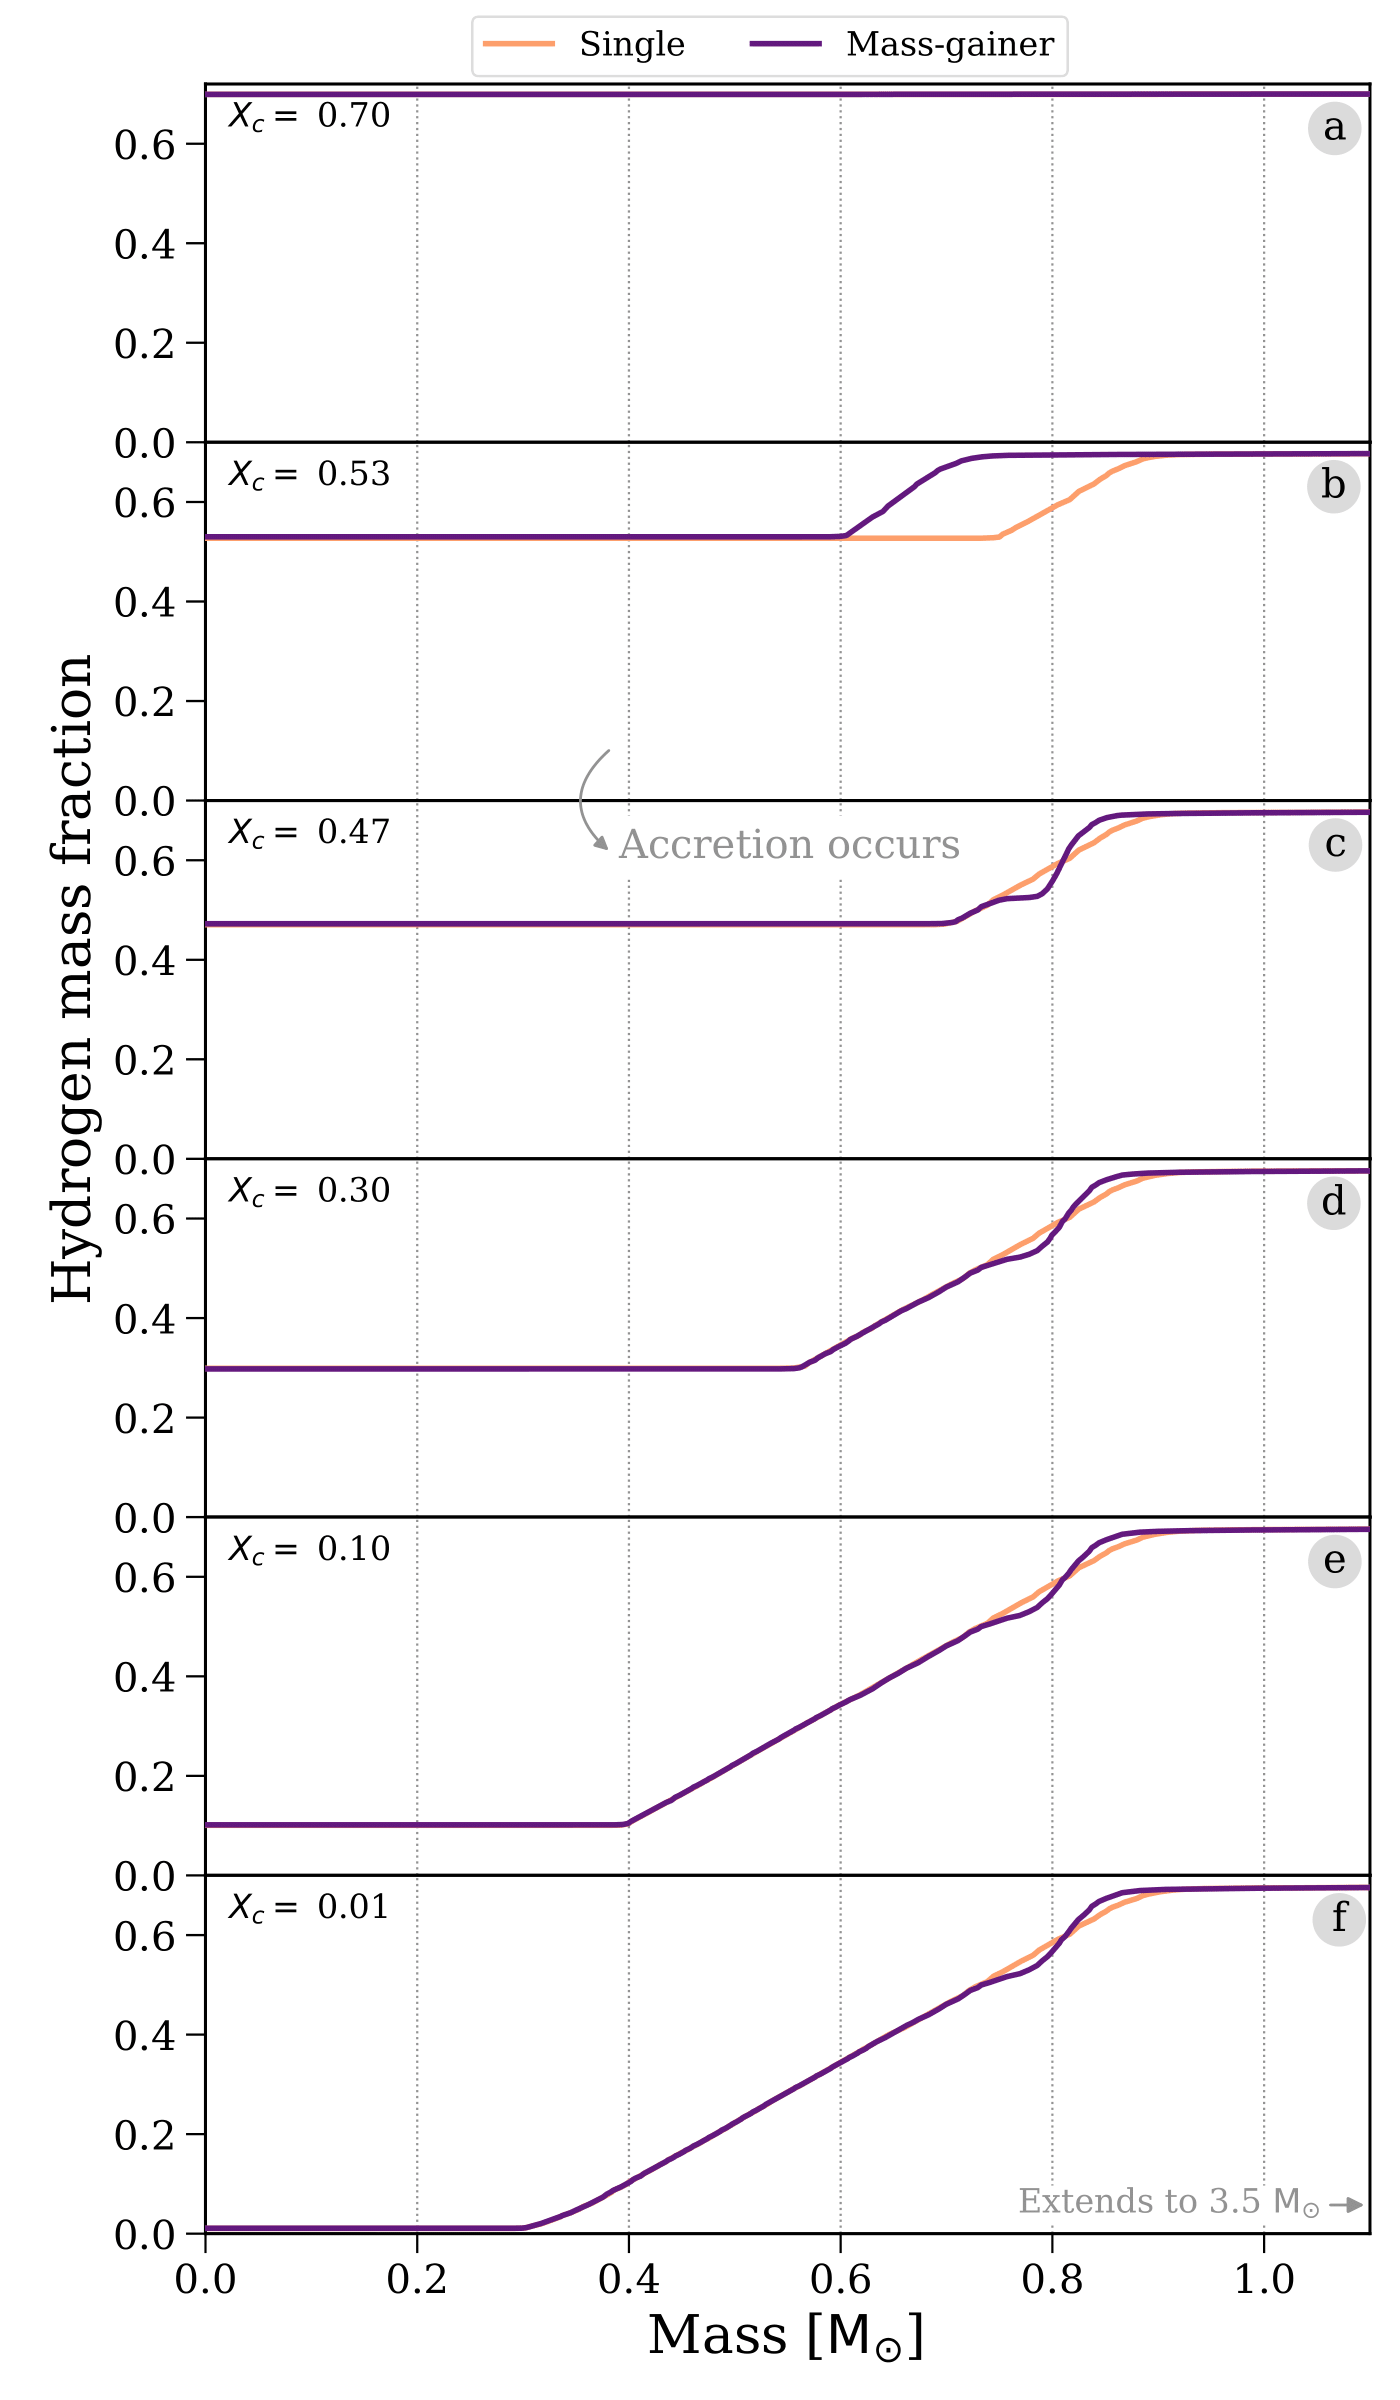 Single Mass-gainer
Xc = 0.70
a
0.6
0.4
0.2
0.0
Xc = 0.53
b
0.6
0.4
0.2
0.0
Xc = 0.47
Accretion occurs
c
0.6
0.4
0.2
0.0
Xc = 0.30
d
0.6
0.4
0.2
0.0
Xc = 0.10
e
0.6
0.4
0.2
0.0
Xc = 0.01
f
0.6
0.4
0.2
Extends to 3.5 M⊙
0.0
Hydrogen mass fraction
0.0 0.2 0.4 0.6 0.8 1.0
Mass [M⊙]